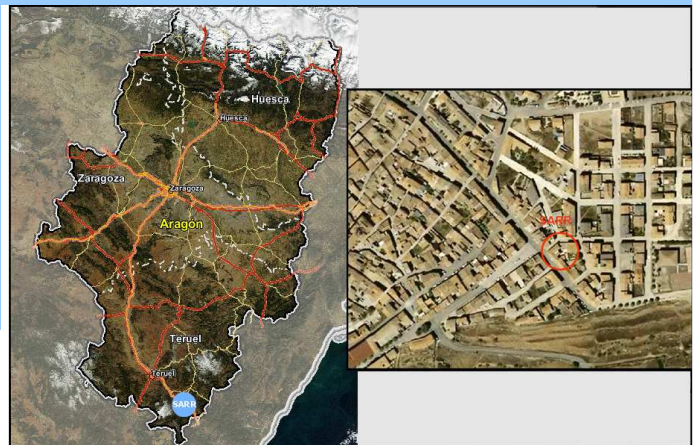 Huesca
Huesca
Zaragoza
Zaragoza
Aragón
Teruel
Teruel
SARR
SARR